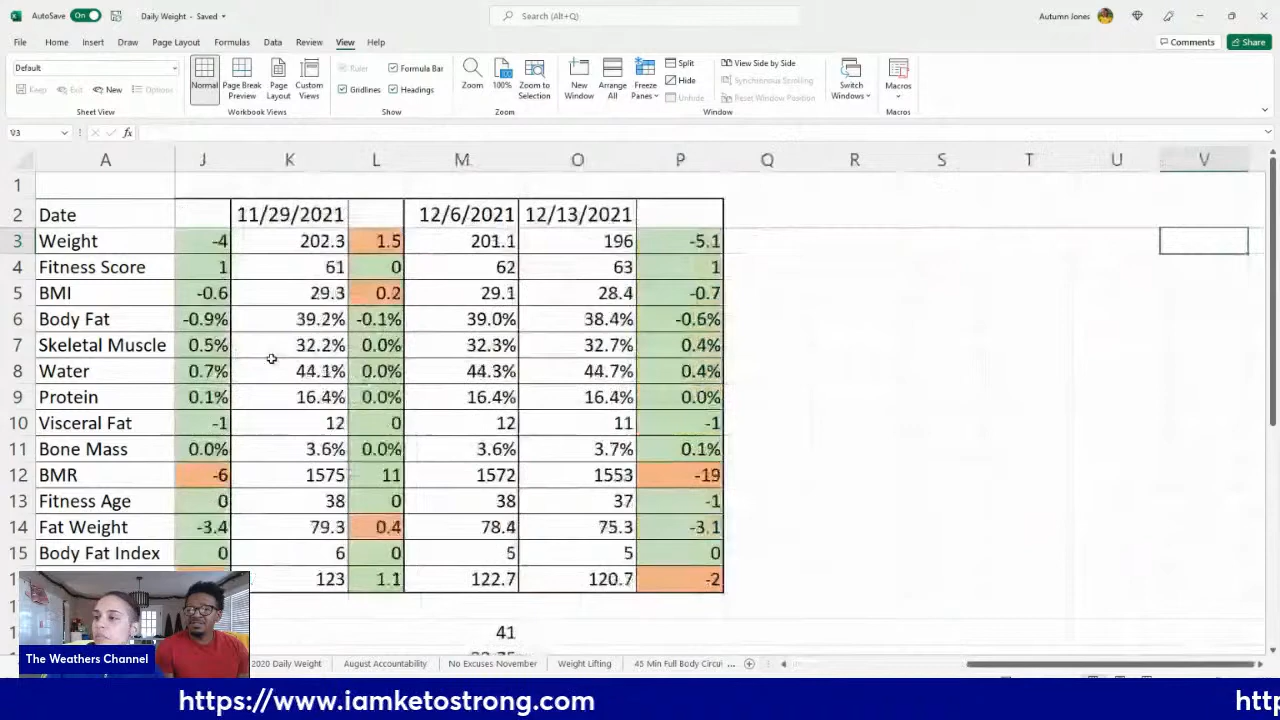 AutoSave On Daily Weight - Saved Search (Alt+Q) Autumn Jones
File Home Insert Draw Page Layout Formulas Data Review View Help Comments Share
Default Ruler Formula Bar Split View Side by Side
Keep Exit New Options Gridlines Headings Hide Synchronous Scrolling
Unhide Reset Window Position
Normal Page Break Preview Page Layout Custom Views Zoom 100% Zoom to Selection New Window Arrange All Freeze Panes Switch Windows Macros
Sheet View Workbook Views Show Zoom Window Macros
V3 fx
A J K L M O P Q R S T U V
1
2 Date 11/29/2021 12/6/2021 12/13/2021
3 Weight -4 202.3 1.5 201.1 196 -5.1
4 Fitness Score 1 61 0 62 63 1
5 BMI -0.6 29.3 0.2 29.1 28.4 -0.7
6 Body Fat -0.9% 39.2% -0.1% 39.0% 38.4% -0.6%
7 Skeletal Muscle 0.5% 32.2% 0.0% 32.3% 32.7% 0.4%
8 Water 0.7% 44.1% 0.0% 44.3% 44.7% 0.4%
9 Protein 0.1% 16.4% 0.0% 16.4% 16.4% 0.0%
10 Visceral Fat -1 12 0 12 11 -1
11 Bone Mass 0.0% 3.6% 0.0% 3.6% 3.7% 0.1%
12 BMR -6 1575 11 1572 1553 -19
13 Fitness Age 0 38 0 38 37 -1
14 Fat Weight -3.4 79.3 0.4 78.4 75.3 -3.1
15 Body Fat Index 0 6 0 5 5 0
123 1.1 122.7 120.7 -2
41
The Weathers Channel
2020 Daily Weight August Accountability No Excuses November Weight Lifting 45 Min Full Body Circui ...
https://www.iamketostrong.com http